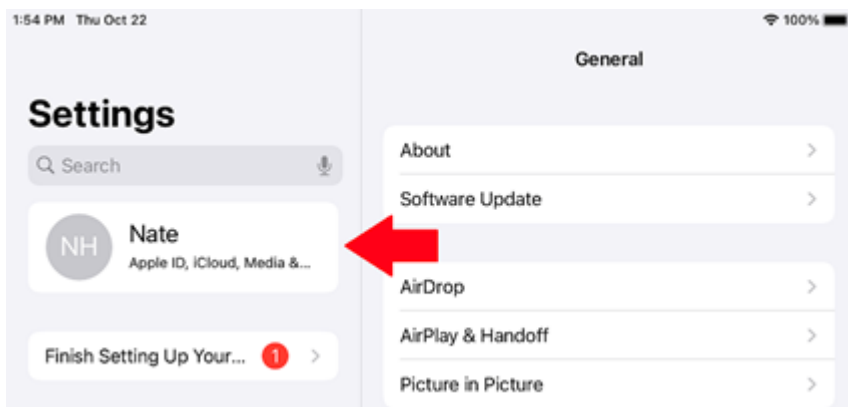 1:54 PM Thu Oct 22
100%
Settings
Search
NH
Nate
Apple ID, iCloud, Media &...
Finish Setting Up Your... 1
General
About
Software Update
AirDrop
AirPlay & Handoff
Picture in Picture